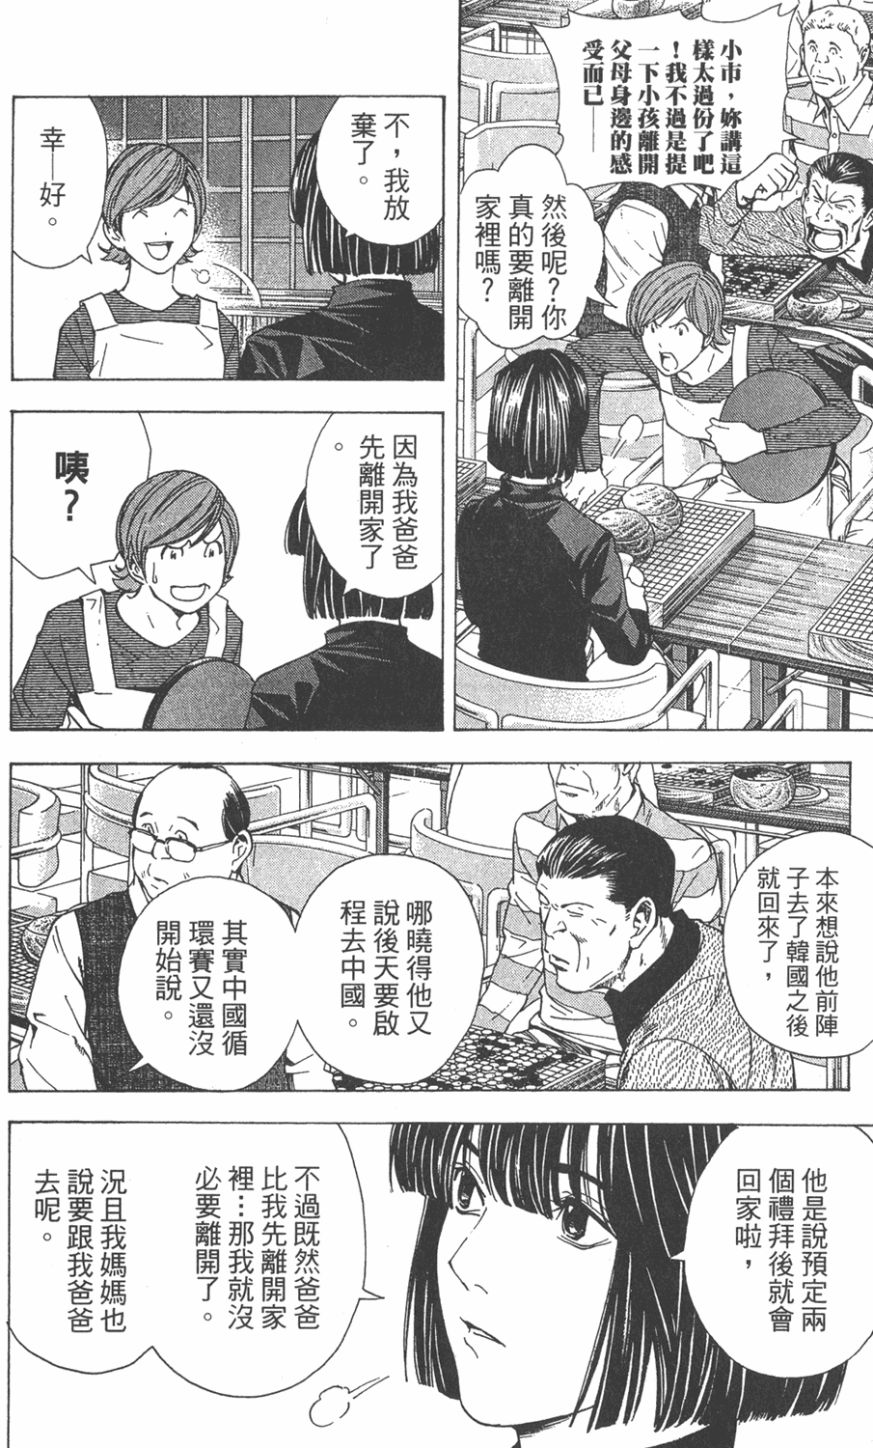 小市，妳講這
樣太過份了吧
！我不過是提
一下小孩離開
父母身邊的感
受而已——
然後呢？你
真的要離開
家裡嗎？
不，我放
棄了。
幸—好。
因為我爸爸
先離開家了
。
咦？
本來想說他前陣
子去了韓國之後
就回來了，
哪曉得他又
說後天要啟
程去中國。
其實中國循
環賽又還沒
開始說。
他是說預定兩
個禮拜後就會
回家啦，
不過既然爸爸
比我先離開家
裡…那我就沒
必要離開了。
況且我媽媽也
說要跟我爸爸
去呢。